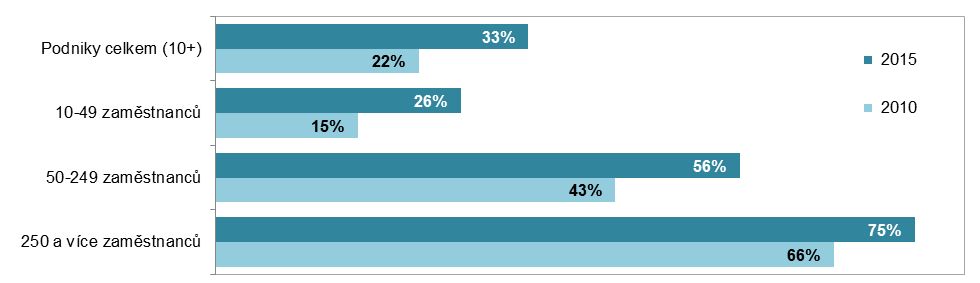 Podniky celkem (10+)
33%
22%
2015
10-49 zaměstnanců
26%
15%
2010
50-249 zaměstnanců
56%
43%
250 a více zaměstnanců
75%
66%